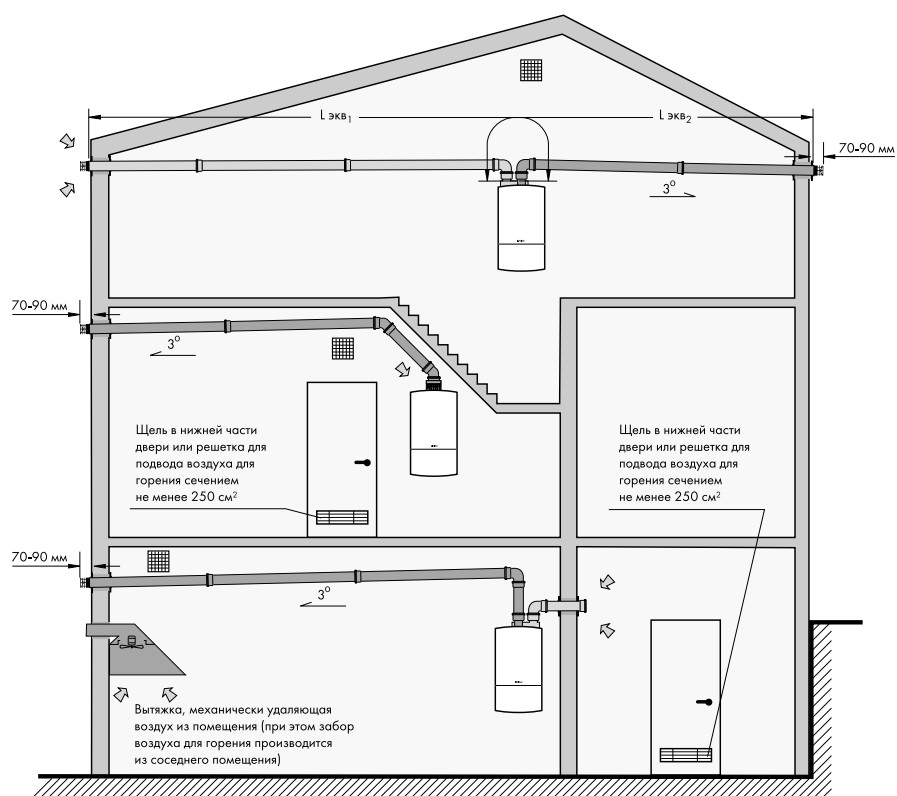 L экв₁
L экв₂
70-90 мм
3°
70-90 мм
3°
Щель в нижней части
двери или решетка для
подвода воздуха для
горения сечением
не менее 250 см²
Щель в нижней части
двери или решетка для
подвода воздуха для
горения сечением
не менее 250 см²
70-90 мм
3°
Вытяжка, механически удаляющая
воздух из помещения (при этом забор
воздуха для горения производится
из соседнего помещения)